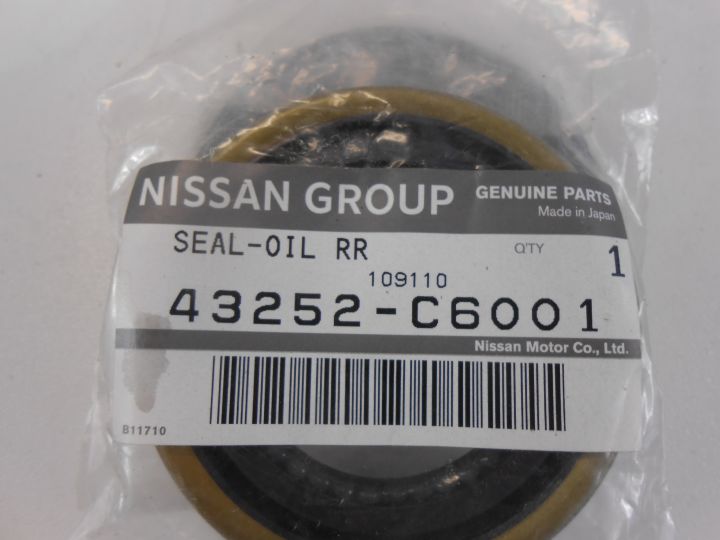 NISSAN GROUP GENUINE PARTS
Made in Japan
SEAL-OIL RR Q'TY 1
109110
43252-C6001
Nissan Motor Co., Ltd.
B11710